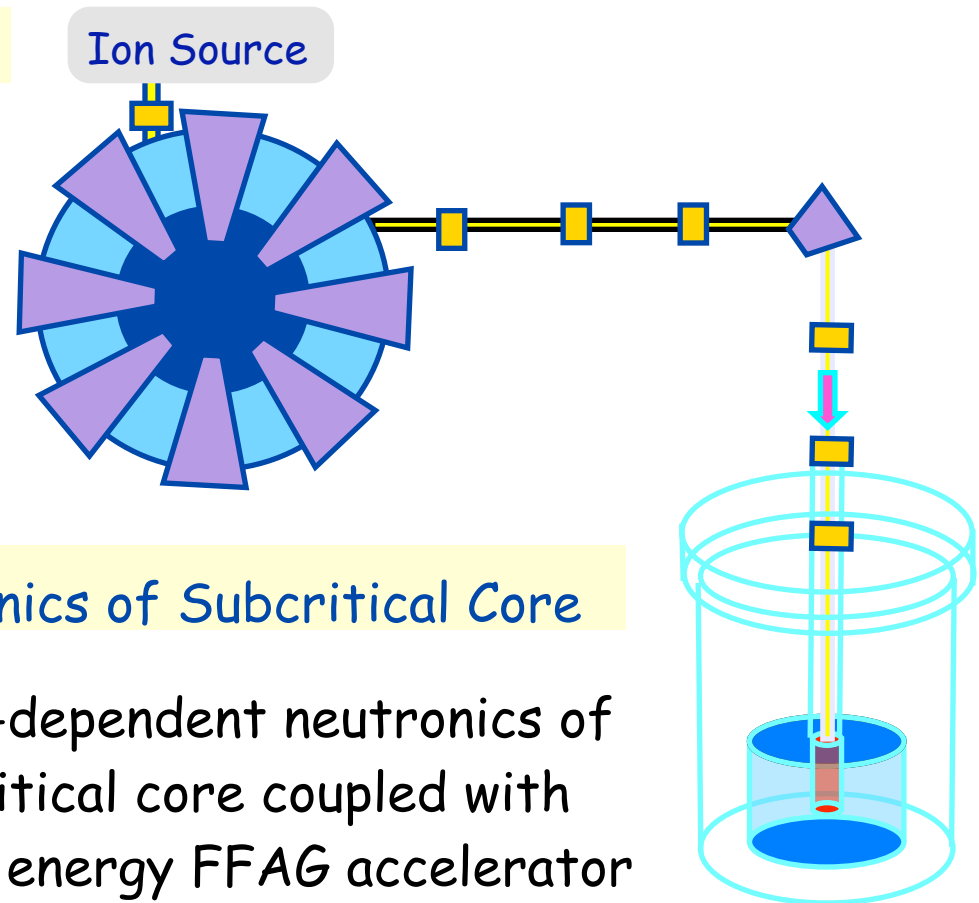 Ion Source
nics of Subcritical Core
-dependent neutronics of
itical core coupled with
energy FFAG accelerator